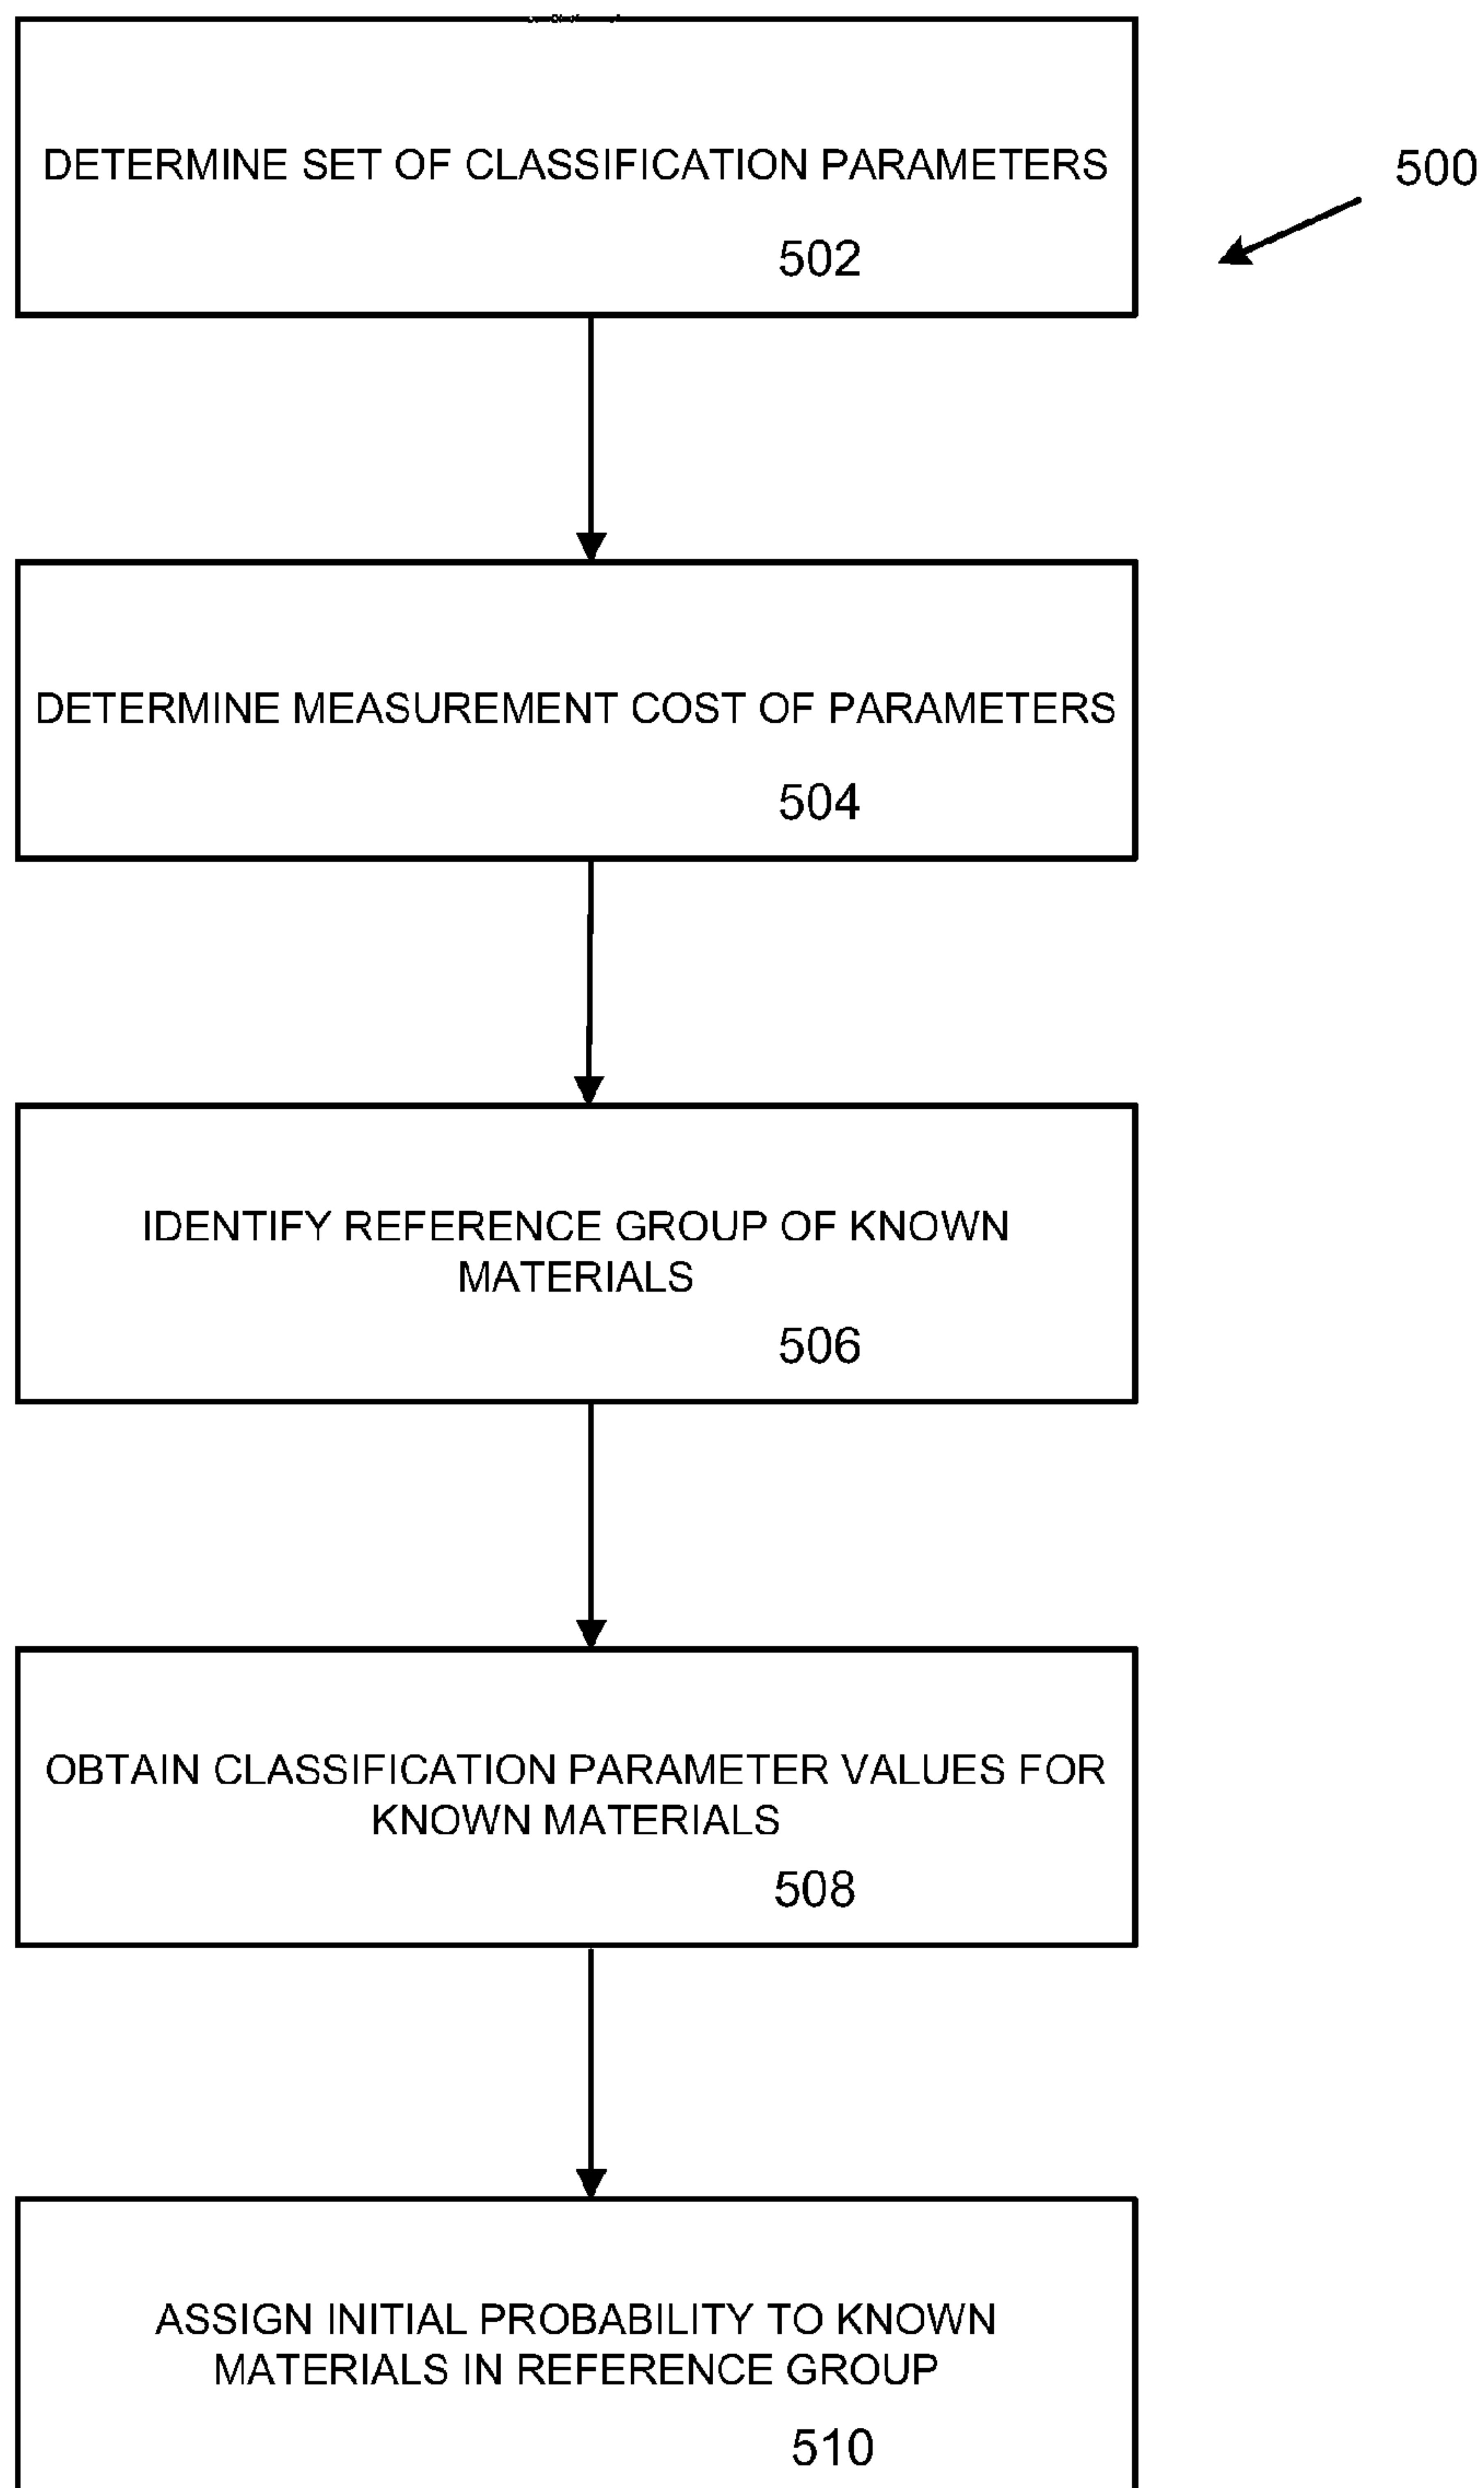 DETERMINE SET OF CLASSIFICATION PARAMETERS
502
500
DETERMINE MEASUREMENT COST OF PARAMETERS
504
IDENTIFY REFERENCE GROUP OF KNOWN
MATERIALS
506
OBTAIN CLASSIFICATION PARAMETER VALUES FOR
KNOWN MATERIALS
508
ASSIGN INITIAL PROBABILITY TO KNOWN
MATERIALS IN REFERENCE GROUP
510